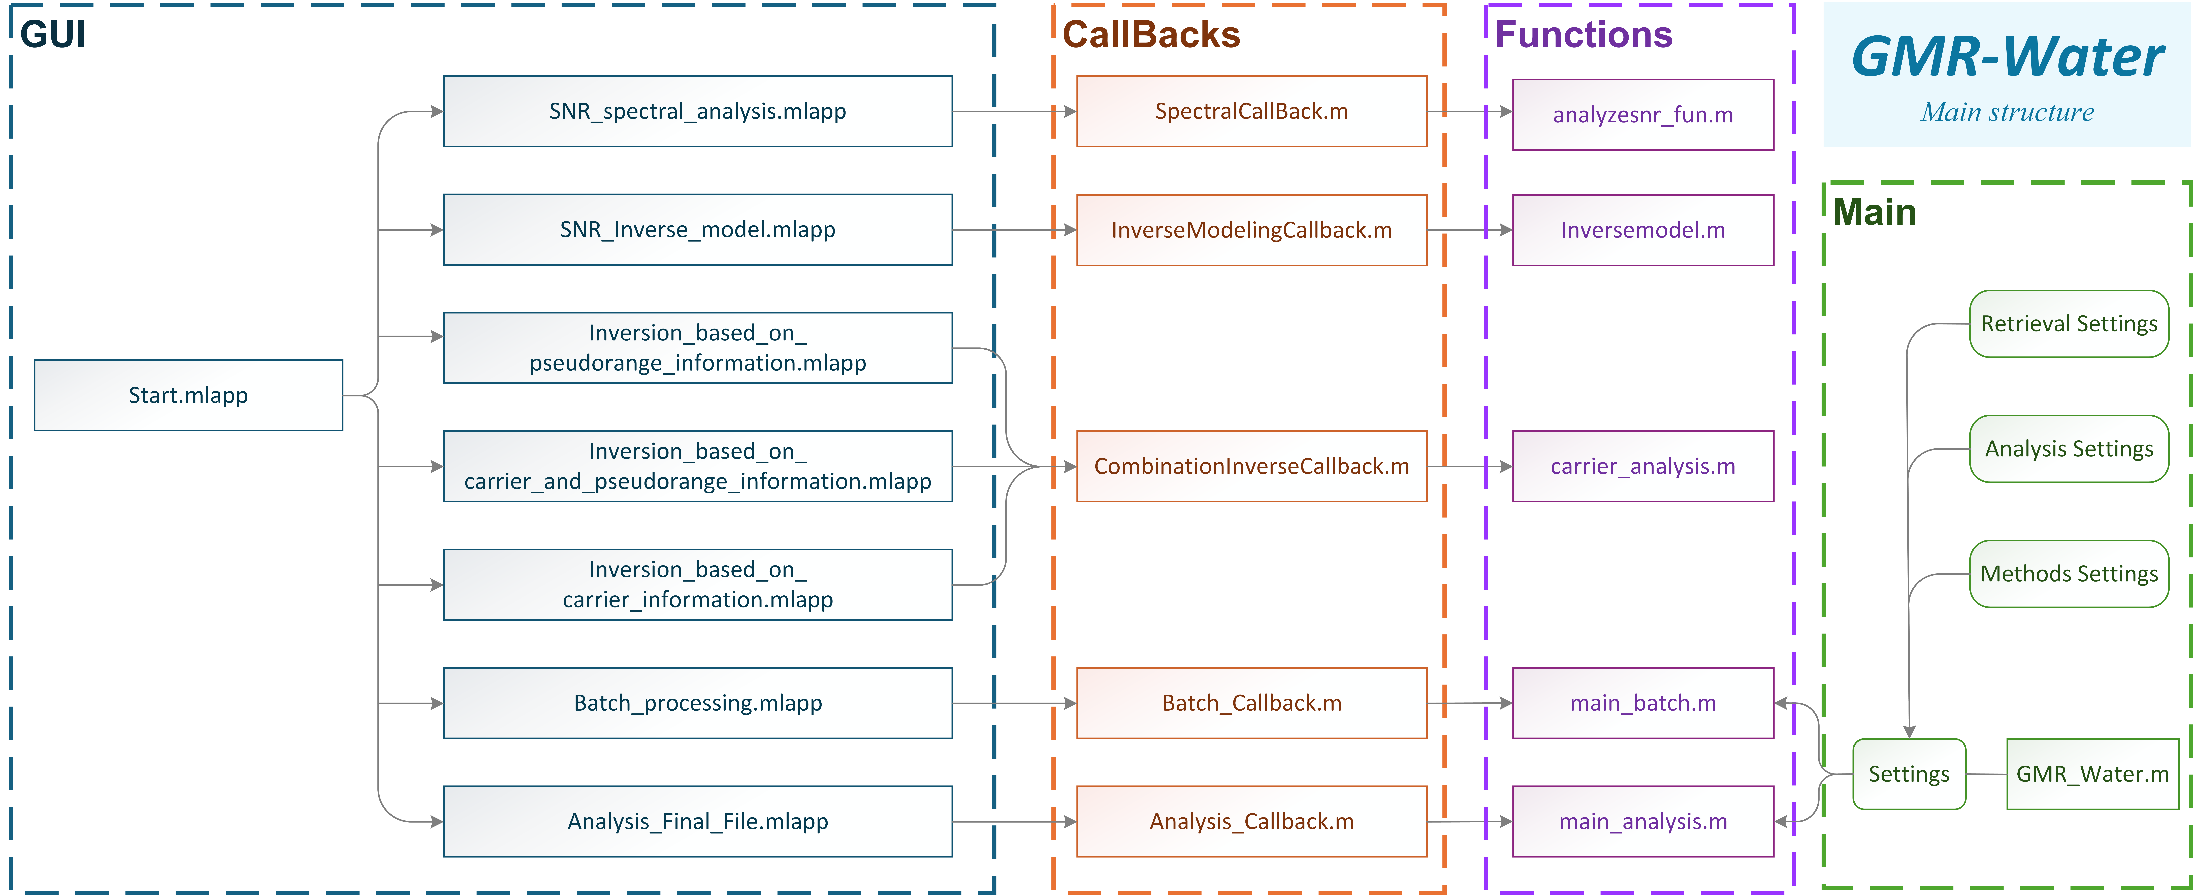 GUI
Start.mlapp
SNR_spectral_analysis.mlapp
SNR_Inverse_model.mlapp
Inversion_based_on_
pseudorange_information.mlapp
Inversion_based_on_
carrier_and_pseudorange_information.mlapp
Inversion_based_on_
carrier_information.mlapp
Batch_processing.mlapp
Analysis_Final_File.mlapp
CallBacks
SpectralCallBack.m
InverseModelingCallback.m
CombinationInverseCallback.m
Batch_Callback.m
Analysis_Callback.m
Functions
analyzesnr_fun.m
Inversemodel.m
carrier_analysis.m
main_batch.m
main_analysis.m
GMR-Water
Main structure
Main
Retrieval Settings
Analysis Settings
Methods Settings
Settings
GMR_Water.m